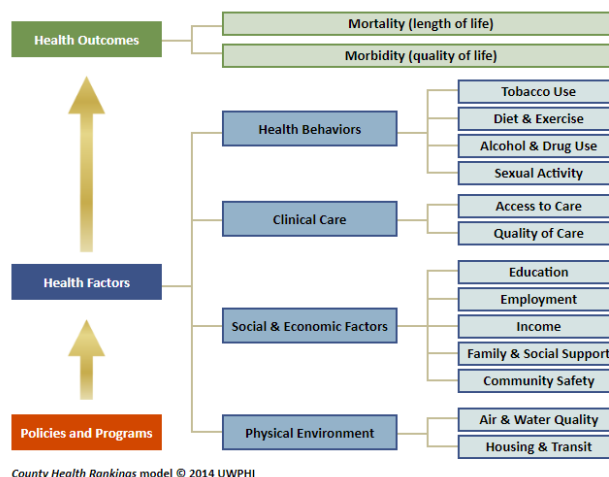 Health Outcomes
Mortality (length of life)
Morbidity (quality of life)
Health Behaviors
Tobacco Use
Diet & Exercise
Alcohol & Drug Use
Sexual Activity
Clinical Care
Access to Care
Quality of Care
Health Factors
Social & Economic Factors
Education
Employment
Income
Family & Social Support
Community Safety
Policies and Programs
Physical Environment
Air & Water Quality
Housing & Transit
County Health Rankings model © 2014 UWPHI